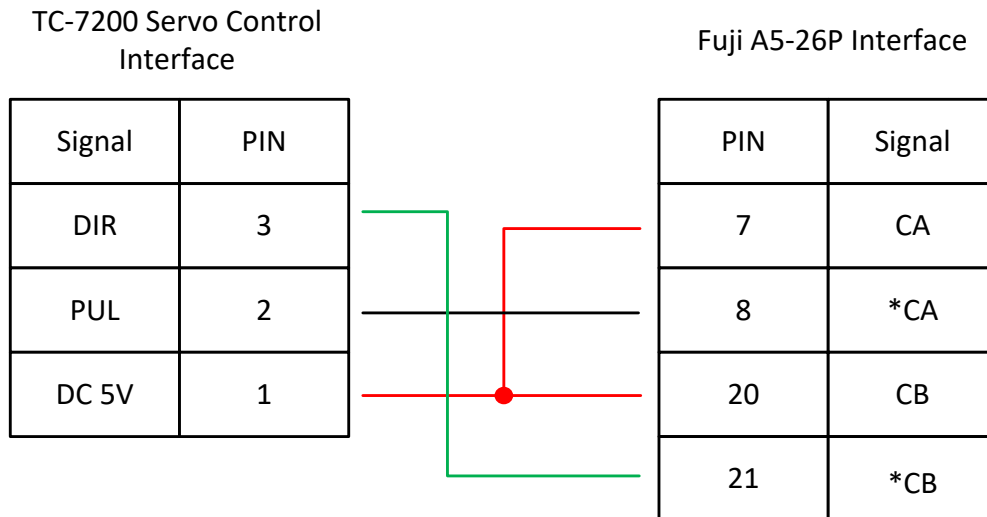 TC-7200 Servo Control
Interface
Signal PIN
DIR 3
PUL 2
DC 5V 1
Fuji A5-26P Interface
PIN Signal
7 CA
8 *CA
20 CB
21 *CB